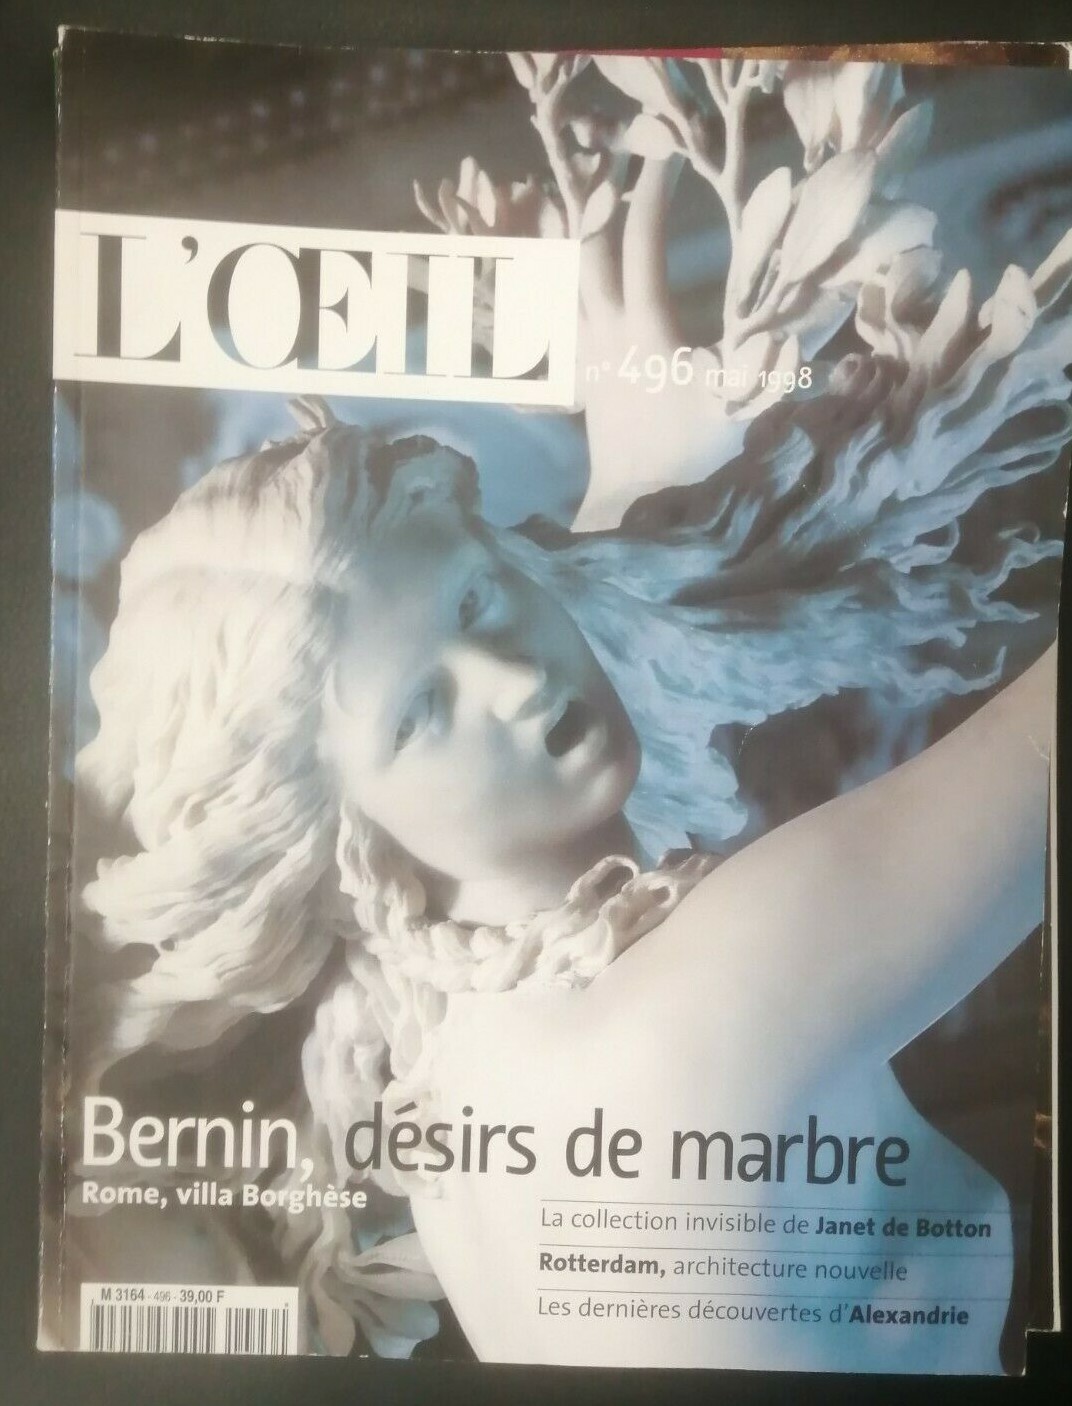 L'ŒIL
n° 496 mai 1998
Bernin, désirs de marbre
Rome, villa Borghèse
La collection invisible de Janet de Botton
Rotterdam, architecture nouvelle
Les dernières découvertes d'Alexandrie
M 3164 - 496 - 39,00 F